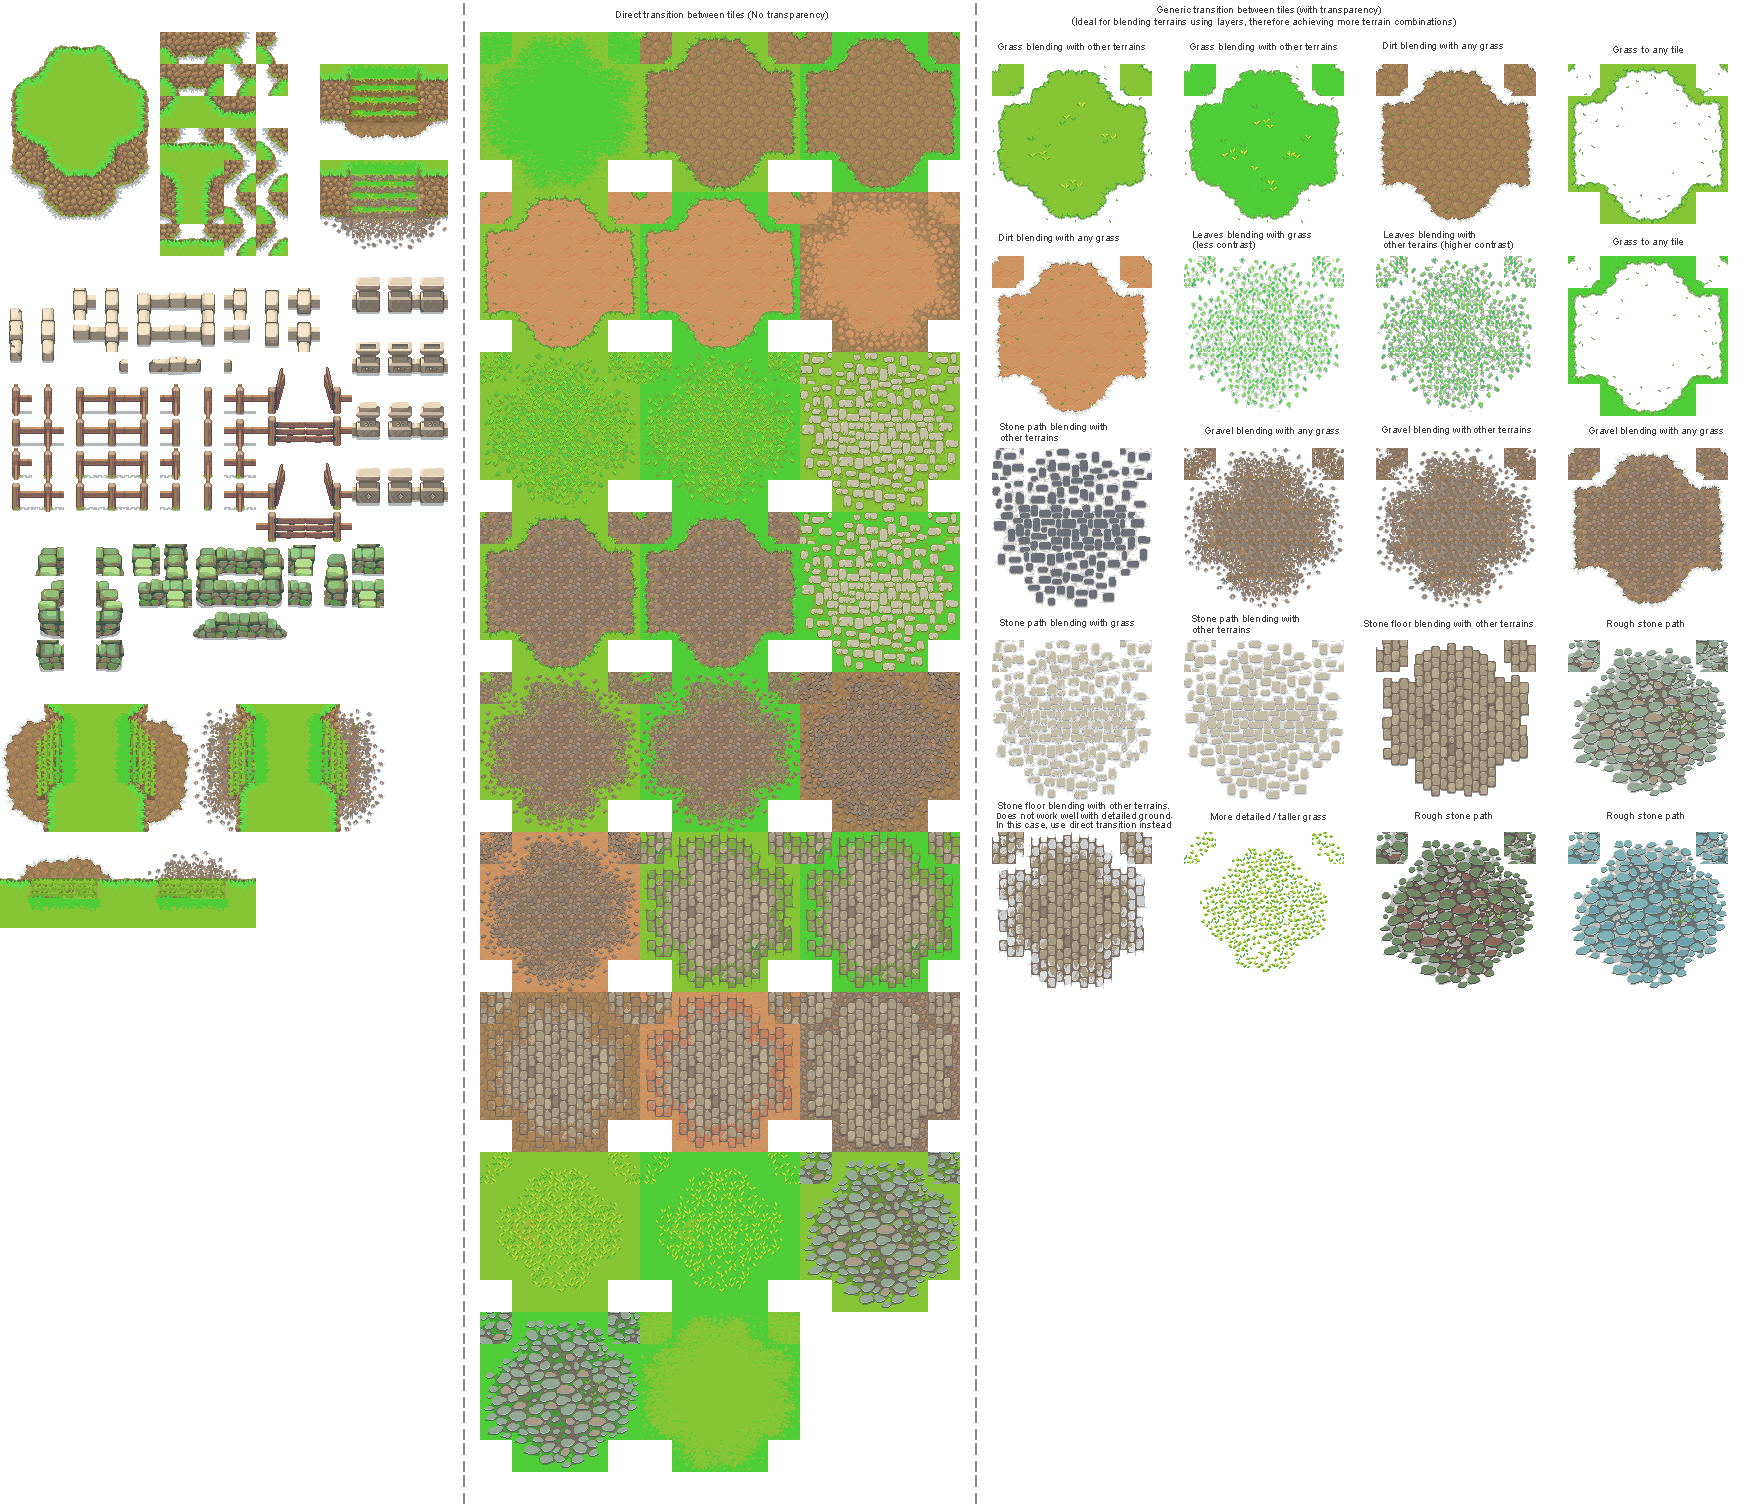 Direct transition between tiles (No transparency)
Generic transition between tiles (with transparency)
(Ideal for blending terrains using layers, therefore achieving more terrain combinations)
Grass blending with other terrains
Grass blending with other terrains
Dirt blending with any grass
Grass to any tile
Dirt blending with any grass
Leaves blending with grass
(less contrast)
Leaves blending with
other terrains (higher contrast)
Grass to any tile
Stone path blending with
other terrains
Gravel blending with any grass
Gravel blending with other terrains
Gravel blending with any grass
Stone path blending with grass
Stone path blending with
other terrains
Stone floor blending with other terrains
Rough stone path
Stone floor blending with other terrains.
Does not work well with detailed ground.
In this case, use direct transition instead
More detailed / taller grass
Rough stone path
Rough stone path